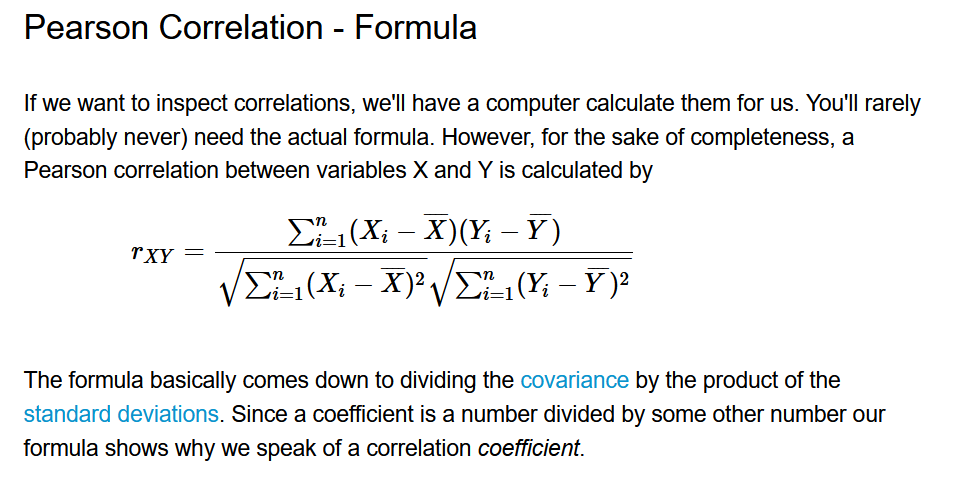 Pearson Correlation - Formula
If we want to inspect correlations, we'll have a computer calculate them for us. You'll rarely
(probably never) need the actual formula. However, for the sake of completeness, a
Pearson correlation between variables X and Y is calculated by
r_{XY} = \frac{\sum_{i=1}^{n}(X_i - \overline{X})(Y_i - \overline{Y})}{\sqrt{\sum_{i=1}^{n}(X_i - \overline{X})^2}\sqrt{\sum_{i=1}^{n}(Y_i - \overline{Y})^2}}
The formula basically comes down to dividing the covariance by the product of the
standard deviations. Since a coefficient is a number divided by some other number our
formula shows why we speak of a correlation coefficient.